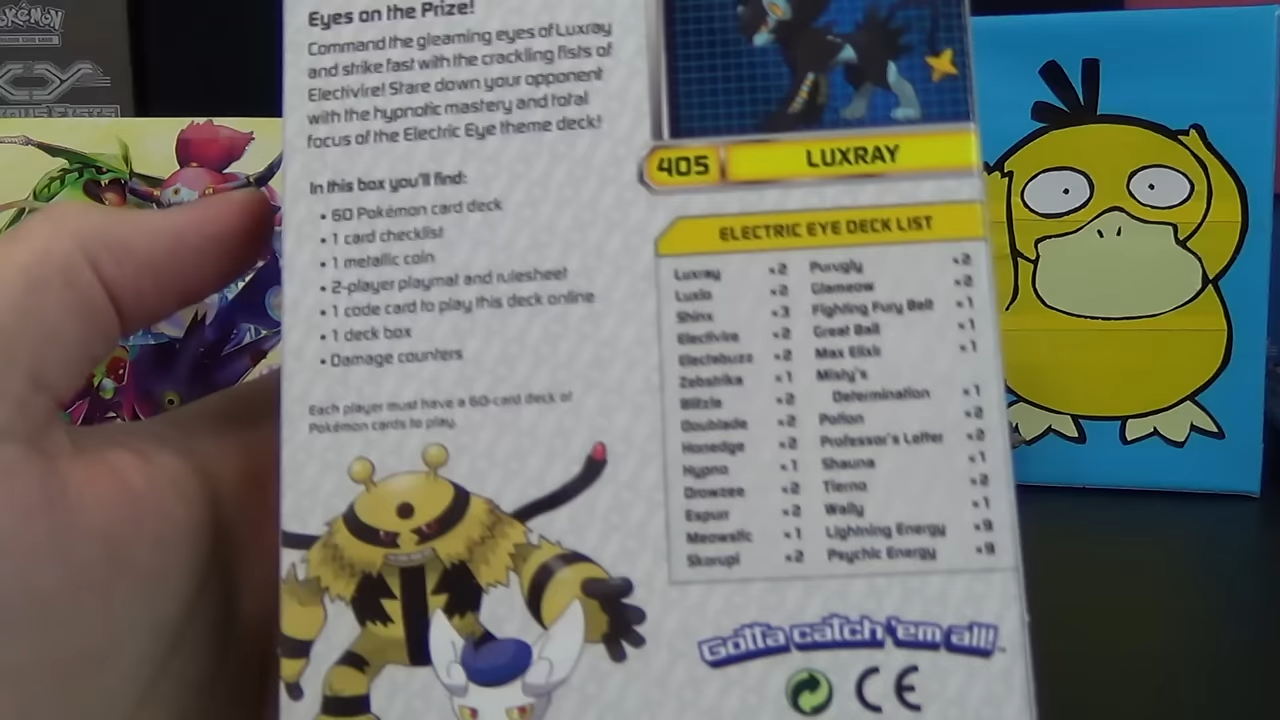 POKÉMON
Eyes on the Prize!
Command the gleaming eyes of Luxray
and strike fast with the crackling fists of
Electivire! Stare down your opponent
with the hypnotic mastery and total
focus of the Electric Eye theme deck!
In this box you'll find:
• 60 Pokémon card deck
• 1 card checklist
• 1 metallic coin
• 2-player playmat and rulesheet
• 1 code card to play this deck online
• 1 deck box
• Damage counters
Each player must have a 60-card deck of
Pokémon cards to play.
405 LUXRAY
ELECTRIC EYE DECK LIST
Luxray ×2
Luxio ×2
Shinx ×3
Electivire ×2
Electabuzz ×2
Zebstrika ×1
Blitzle ×2
Doublade ×2
Honedge ×2
Hypno ×1
Drowzee ×2
Espurr ×2
Meowstic ×1
Skorupi ×2
Purugly ×2
Glameow ×2
Fighting Fury Belt ×1
Great Ball ×1
Max Elixir ×1
Misty's
Determination ×1
Potion ×2
Professor's Letter ×2
Shauna ×1
Tierno ×2
Wally ×1
Lightning Energy ×9
Psychic Energy ×9
Gotta catch 'em all!
CE